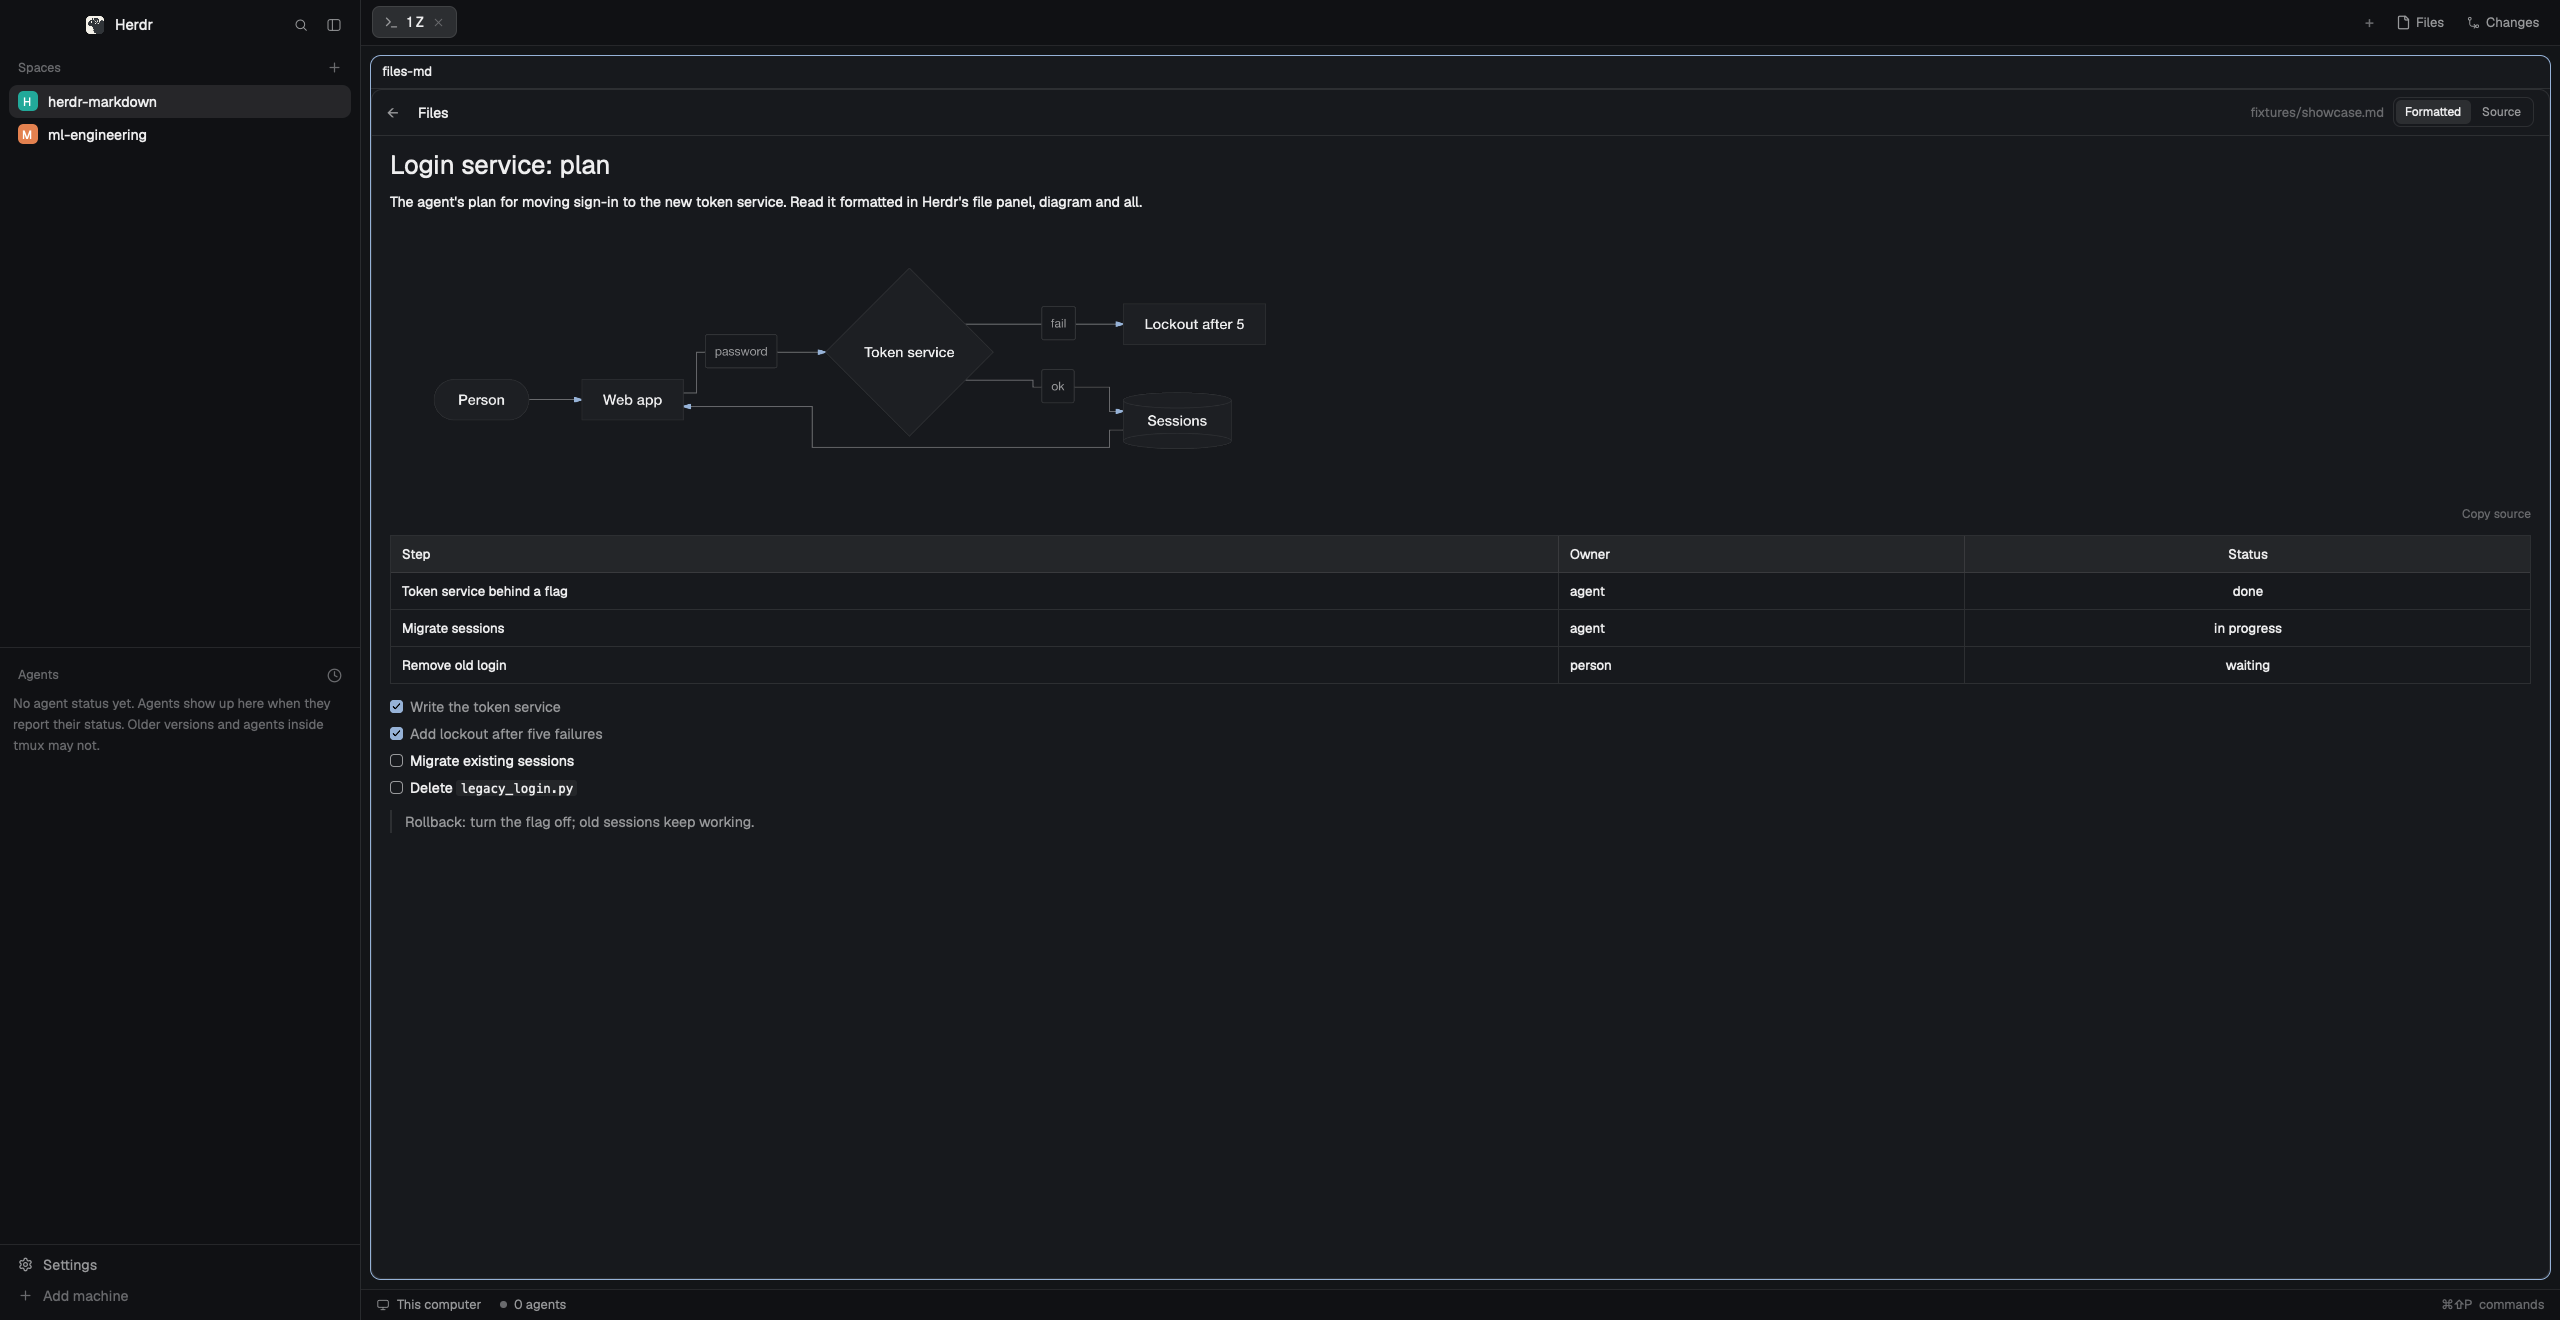 Herdr
Spaces
H herdr-markdown
M ml-engineering
Agents
No agent status yet. Agents show up here when they
report their status. Older versions and agents inside
tmux may not.
Settings
Add machine
1 Z
Files
Changes
files-md
Files
fixtures/showcase.md
Formatted
Source
Login service: plan
The agent's plan for moving sign-in to the new token service. Read it formatted in Herdr's file panel, diagram and all.
Person
Web app
password
Token service
fail
Lockout after 5
ok
Sessions
Copy source
Step Owner Status
Token service behind a flag agent done
Migrate sessions agent in progress
Remove old login person waiting
Write the token service
Add lockout after five failures
Migrate existing sessions
Delete legacy_login.py
Rollback: turn the flag off; old sessions keep working.
This computer
0 agents
⌘⇧P commands